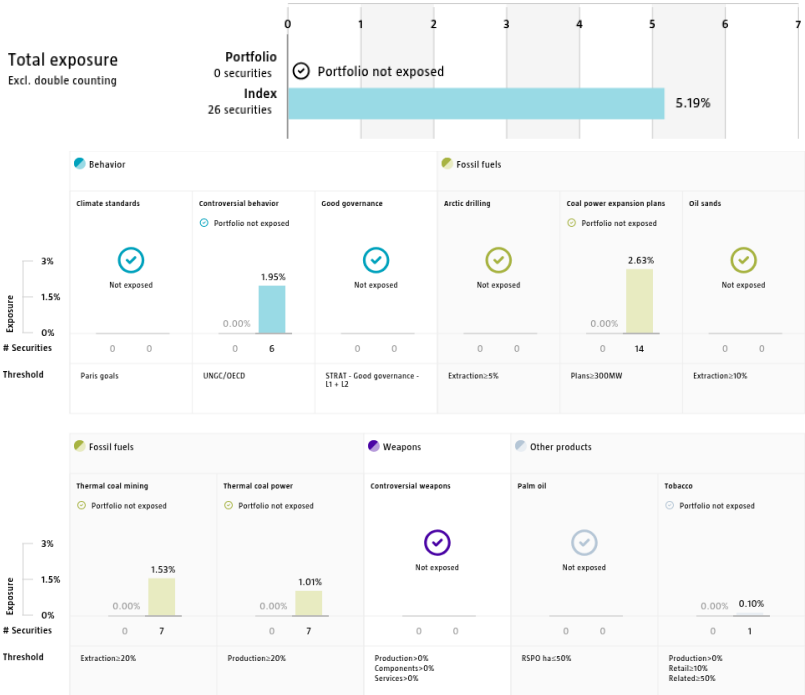 0 1 2 3 4 5 6 7
Total exposure
Excl. double counting
Portfolio
0 securities
Portfolio not exposed
Index
26 securities
5.19%
Behavior
Fossil fuels
Climate standards
Controversial behavior
Good governance
Arctic drilling
Coal power expansion plans
Oil sands
Portfolio not exposed
Portfolio not exposed
Not exposed
Not exposed
Not exposed
Not exposed
Exposure
3%
1.5%
0%
0.00% 1.95%
0.00% 2.63%
# Securities
0 0 0 6 0 0 0 0 0 14 0 0
Threshold
Paris goals
UNGC/OECD
STRAT - Good governance -
L1 + L2
Extraction≥5%
Plans≥300MW
Extraction≥10%
Fossil fuels
Weapons
Other products
Thermal coal mining
Thermal coal power
Controversial weapons
Palm oil
Tobacco
Portfolio not exposed
Portfolio not exposed
Portfolio not exposed
Not exposed
Not exposed
Exposure
3%
1.5%
0%
0.00% 1.53%
0.00% 1.01%
0.00% 0.10%
# Securities
0 7 0 7 0 0 0 0 0 1
Threshold
Extraction≥20%
Production≥20%
Production>0%
Components>0%
Services>0%
RSPO ha≤50%
Production>0%
Retail≥10%
Related≥50%